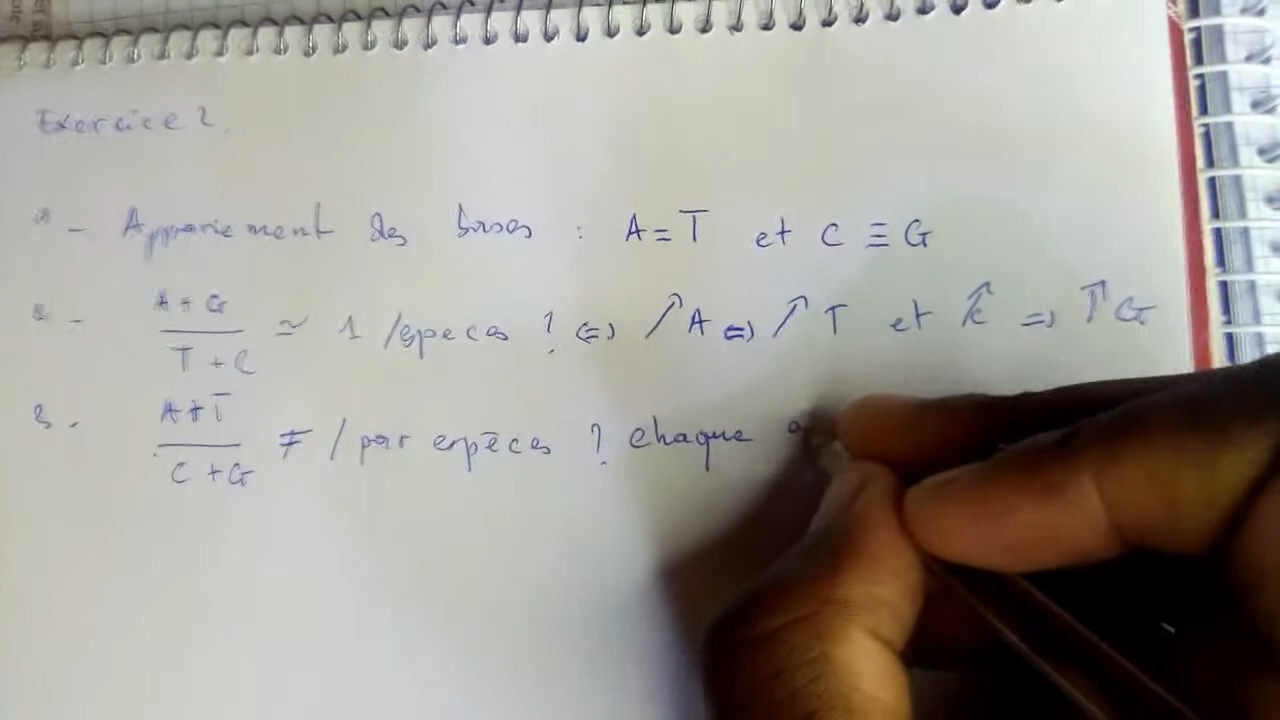 Exercice 2.
1 - Appariement des bases : A=T et C≡G
2 - A+G / T+C ≃ 1 /espèces ? <=> ↗A <=> ↗T et ↑C => ↑G
3. A+T / C+G ≠ / par espèces ? chaque